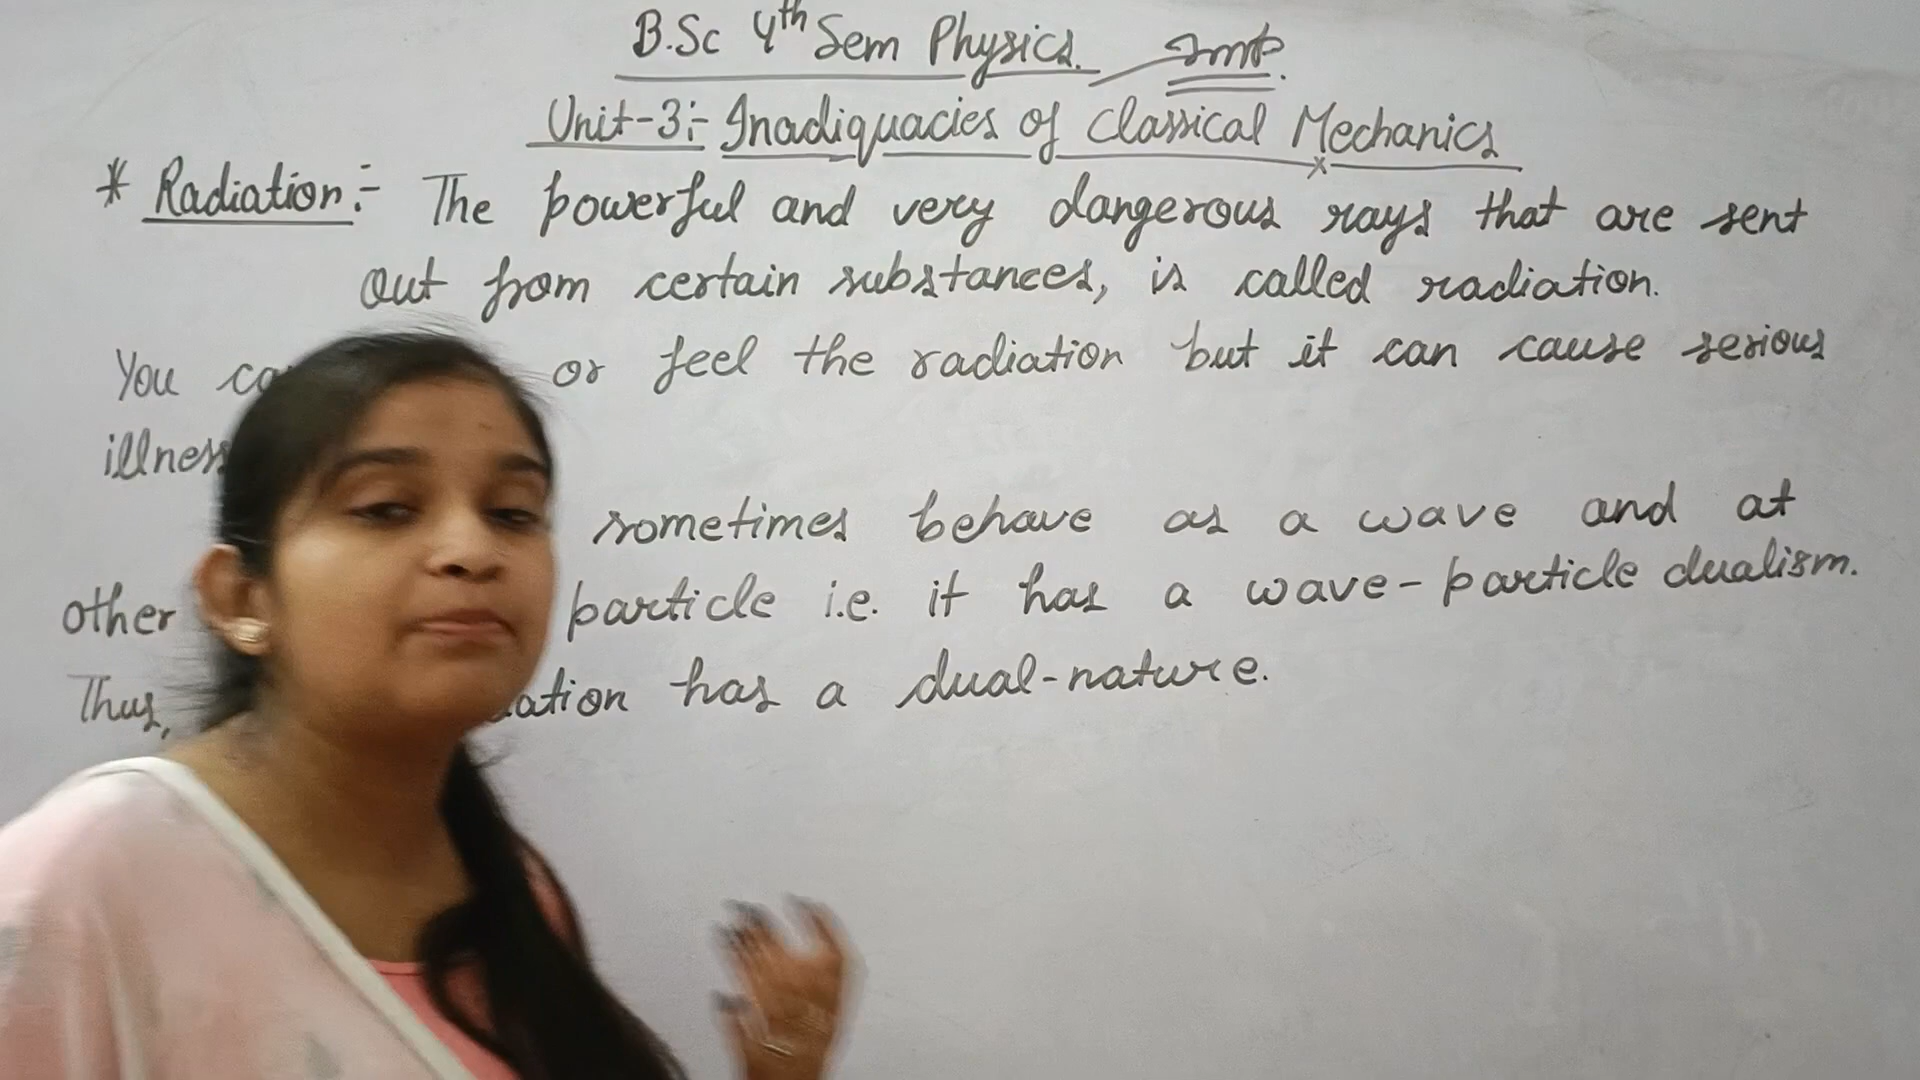 B.Sc 4th Sem Physics. Imp.
Unit-3:- Inadiquacies of Classical Mechanics
* Radiation:- The powerful and very dangerous rays that are sent
out from certain substances, is called radiation.
You or feel the radiation but it can cause serious
illness
sometimes behave as a wave and at
other particle i.e. it has a wave-particle dualism.
Thus, has a dual-nature.